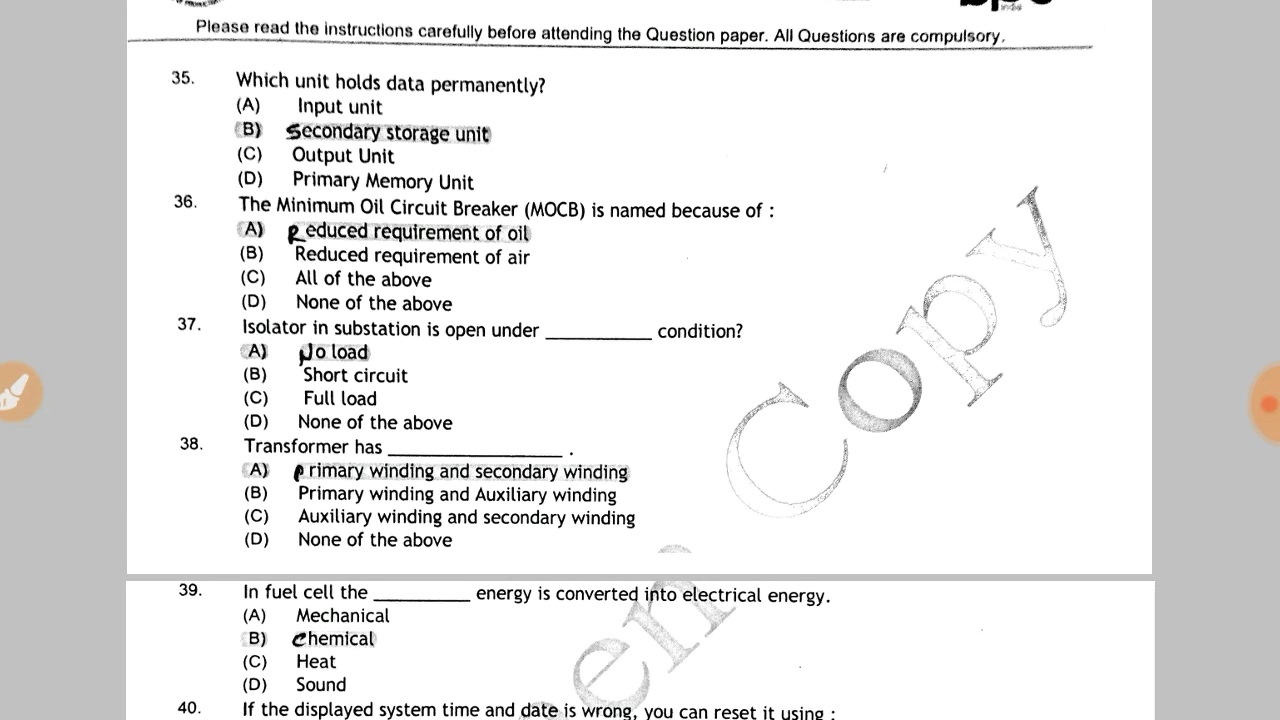 Please read the instructions carefully before attending the Question paper. All Questions are compulsory.
35. Which unit holds data permanently?
(A) Input unit
(B) Secondary storage unit
(C) Output Unit
(D) Primary Memory Unit
36. The Minimum Oil Circuit Breaker (MOCB) is named because of :
(A) Reduced requirement of oil
(B) Reduced requirement of air
(C) All of the above
(D) None of the above
37. Isolator in substation is open under __________ condition?
(A) No load
(B) Short circuit
(C) Full load
(D) None of the above
38. Transformer has _________________ .
(A) Primary winding and secondary winding
(B) Primary winding and Auxiliary winding
(C) Auxiliary winding and secondary winding
(D) None of the above
39. In fuel cell the _________ energy is converted into electrical energy.
(A) Mechanical
(B) Chemical
(C) Heat
(D) Sound
40. If the displayed system time and date is wrong, you can reset it using :
Copy